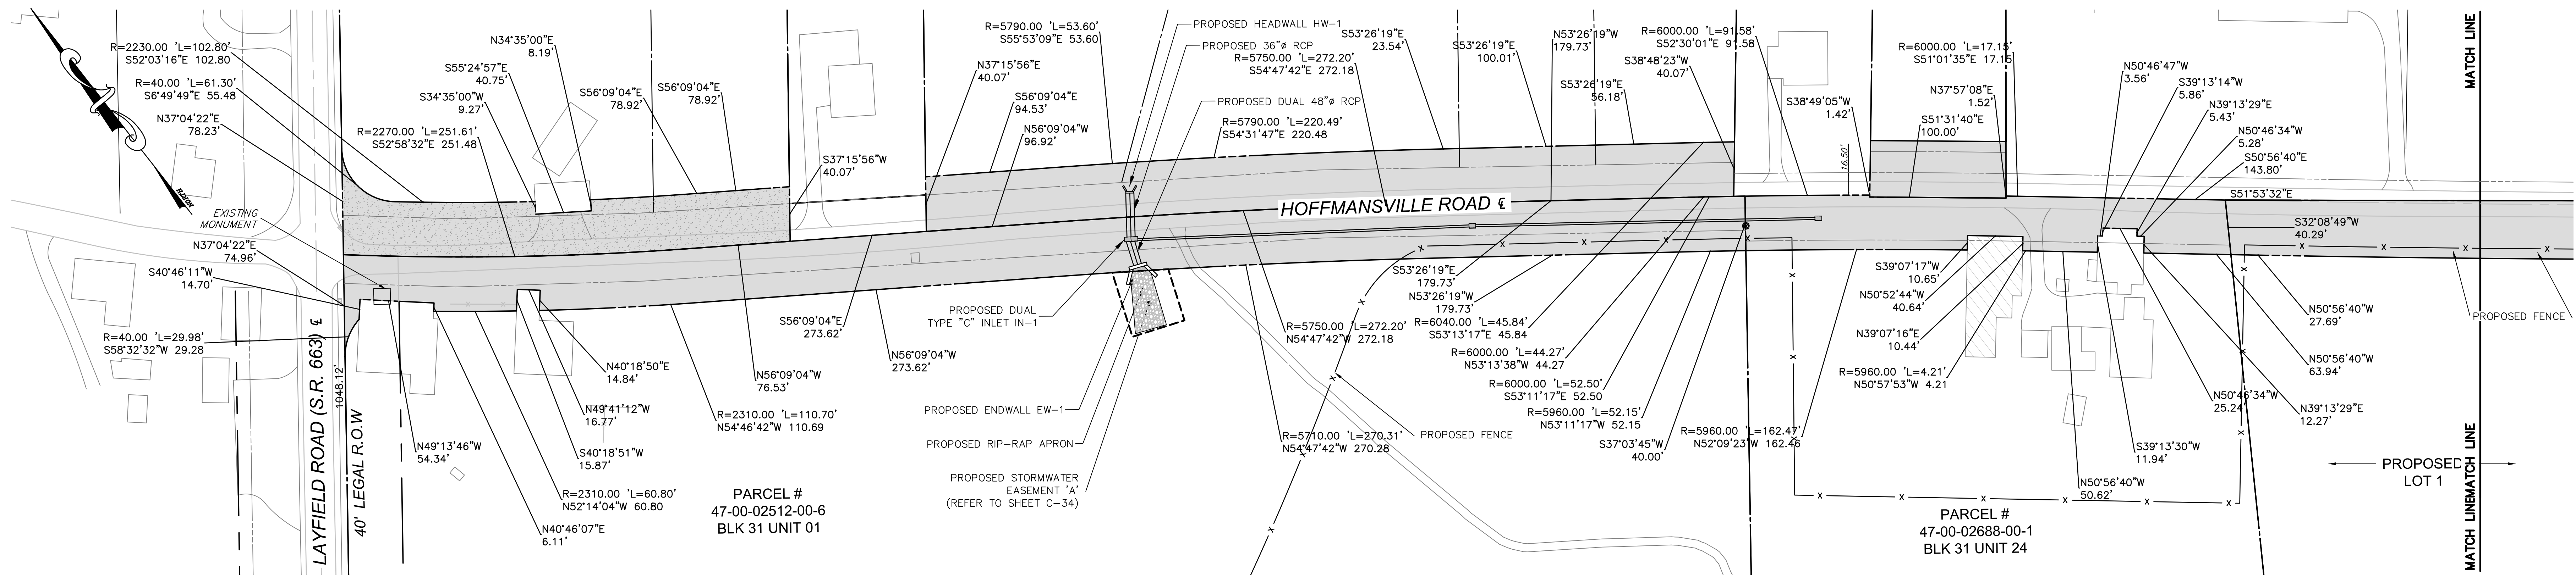 R=2230.00 'L=102.80'
S52°03'16"E 102.80
R=40.00 'L=61.30'
S6°49'49"E 55.48
N37°04'22"E
78.23'
N34°35'00"E
8.19'
S55°24'57"E
40.75'
S34°35'00"W
9.27'
R=2270.00 'L=251.61'
S52°58'32"E 251.48
S56°09'04"E
78.92'
S56°09'04"E
78.92'
S37°15'56"W
40.07'
R=5790.00 'L=53.60'
S55°53'09"E 53.60
N37°15'56"E
40.07'
S56°09'04"E
94.53'
N56°09'04"W
96.92'
PROPOSED HEADWALL HW-1
PROPOSED 36"ø RCP
R=5750.00 'L=272.20'
S54°47'42"E 272.18
PROPOSED DUAL 48"ø RCP
R=5790.00 'L=220.49'
S54°31'47"E 220.48
S53°26'19"E
23.54'
S53°26'19"E
100.01'
N53°26'19"W
179.73'
S53°26'19"E
56.18'
R=6000.00 'L=91.58'
S52°30'01"E 91.58
S38°48'23"W
40.07'
S38°49'05"W
1.42'
16.50'
R=6000.00 'L=17.15'
S51°01'35"E 17.15
N37°57'08"E
1.52'
S51°31'40"E
100.00'
N50°46'47"W
3.56'
S39°13'14"W
5.86'
N39°13'29"E
5.43'
N50°46'34"W
5.28'
S50°56'40"E
143.80'
S51°53'32"E
S32°08'49"W
40.29'
MATCH LINE
HOFFMANSVILLE ROAD ℄
EXISTING
MONUMENT
N37°04'22"E
74.96'
S40°46'11"W
14.70'
R=40.00 'L=29.98'
S58°32'32"W 29.28
LAYFIELD ROAD (S.R. 663) ℄
1048.12'
40' LEGAL R.O.W
N49°13'46"W
54.34'
N40°46'07"E
6.11'
R=2310.00 'L=60.80'
N52°14'04"W 60.80
S40°18'51"W
15.87'
N49°41'12"W
16.77'
N40°18'50"E
14.84'
R=2310.00 'L=110.70'
N54°46'42"W 110.69
N56°09'04"W
76.53'
S56°09'04"E
273.62'
N56°09'04"W
273.62'
PARCEL #
47-00-02512-00-6
BLK 31 UNIT 01
PROPOSED DUAL
TYPE "C" INLET IN-1
PROPOSED ENDWALL EW-1
PROPOSED RIP-RAP APRON
PROPOSED STORMWATER
EASEMENT 'A'
(REFER TO SHEET C-34)
R=5750.00 'L=272.20'
N54°47'42"W 272.18
R=5710.00 'L=270.31'
N54°47'42"W 270.28
PROPOSED FENCE
S53°26'19"E
179.73'
N53°26'19"W
179.73'
R=6040.00 'L=45.84'
S53°13'17"E 45.84
R=6000.00 'L=44.27'
N53°13'38"W 44.27
R=6000.00 'L=52.50'
S53°11'17"E 52.50
R=5960.00 'L=52.15'
N53°11'17"W 52.15
S37°03'45"W
40.00'
R=5960.00 'L=162.47'
N52°09'23"W 162.46
S39°07'17"W
10.65'
N50°52'44"W
40.64'
N39°07'16"E
10.44'
R=5960.00 'L=4.21'
N50°57'53"W 4.21
N50°56'40"W
50.62'
S39°13'30"W
11.94'
N50°46'34"W
25.24'
N39°13'29"E
12.27'
N50°56'40"W
63.94'
N50°56'40"W
27.69'
PROPOSED FENCE
PARCEL #
47-00-02688-00-1
BLK 31 UNIT 24
PROPOSED
LOT 1
MATCH LINE
MATCH LINE